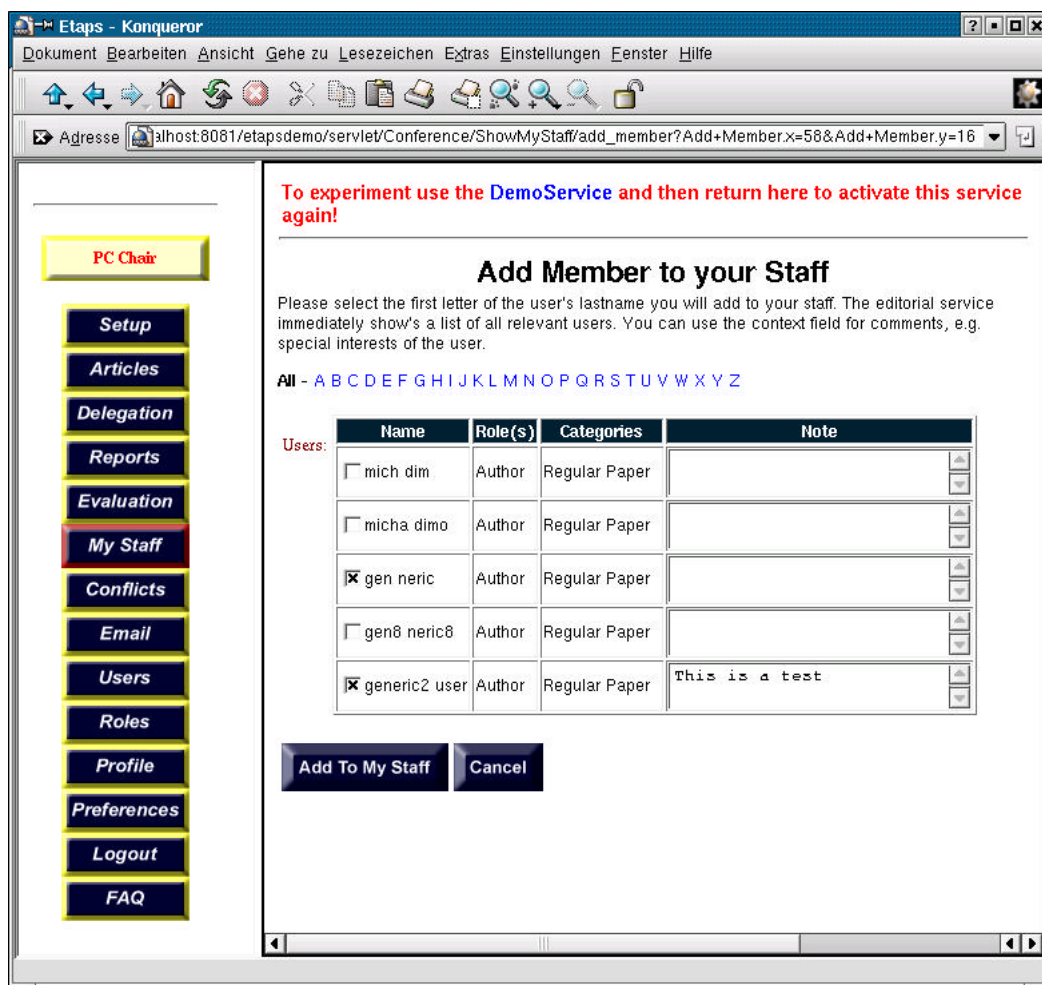 Etaps - Konqueror
Dokument Bearbeiten Ansicht Gehe zu Lesezeichen Extras Einstellungen Fenster Hilfe
Adresse alhost:8081/etapsdemo/servlet/Conference/ShowMyStaff/add_member?Add+Member.x=58&Add+Member.y=16
PC Chair
Setup
Articles
Delegation
Reports
Evaluation
My Staff
Conflicts
Email
Users
Roles
Profile
Preferences
Logout
FAQ
To experiment use the DemoService and then return here to activate this service
again!
Add Member to your Staff
Please select the first letter of the user's lastname you will add to your staff. The editorial service
immediately show's a list of all relevant users. You can use the context field for comments, e.g.
special interests of the user.
All - A B C D E F G H I J K L M N O P Q R S T U V W X Y Z
Users:
Name Role(s) Categories Note
mich dim Author Regular Paper
micha dimo Author Regular Paper
gen neric Author Regular Paper
gen8 neric8 Author Regular Paper
generic2 user Author Regular Paper This is a test
Add To My Staff Cancel